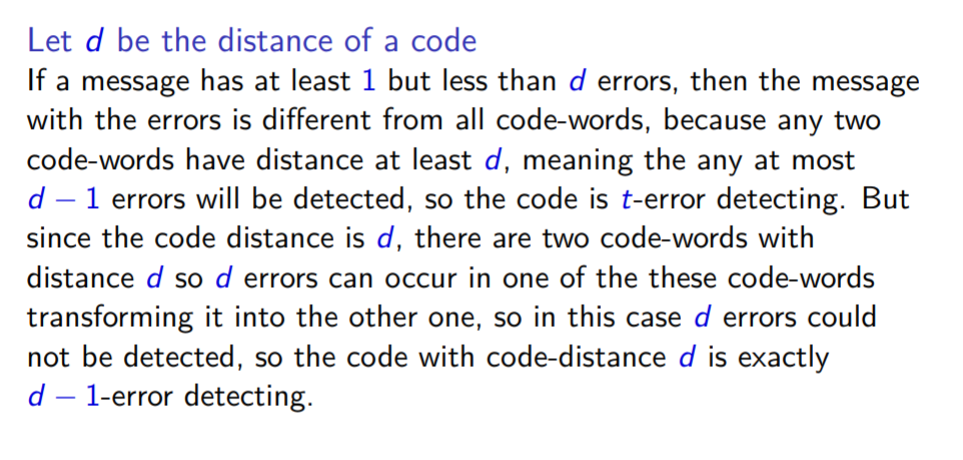 Let d be the distance of a code
If a message has at least 1 but less than d errors, then the message
with the errors is different from all code-words, because any two
code-words have distance at least d, meaning the any at most
d − 1 errors will be detected, so the code is t-error detecting. But
since the code distance is d, there are two code-words with
distance d so d errors can occur in one of the these code-words
transforming it into the other one, so in this case d errors could
not be detected, so the code with code-distance d is exactly
d − 1-error detecting.